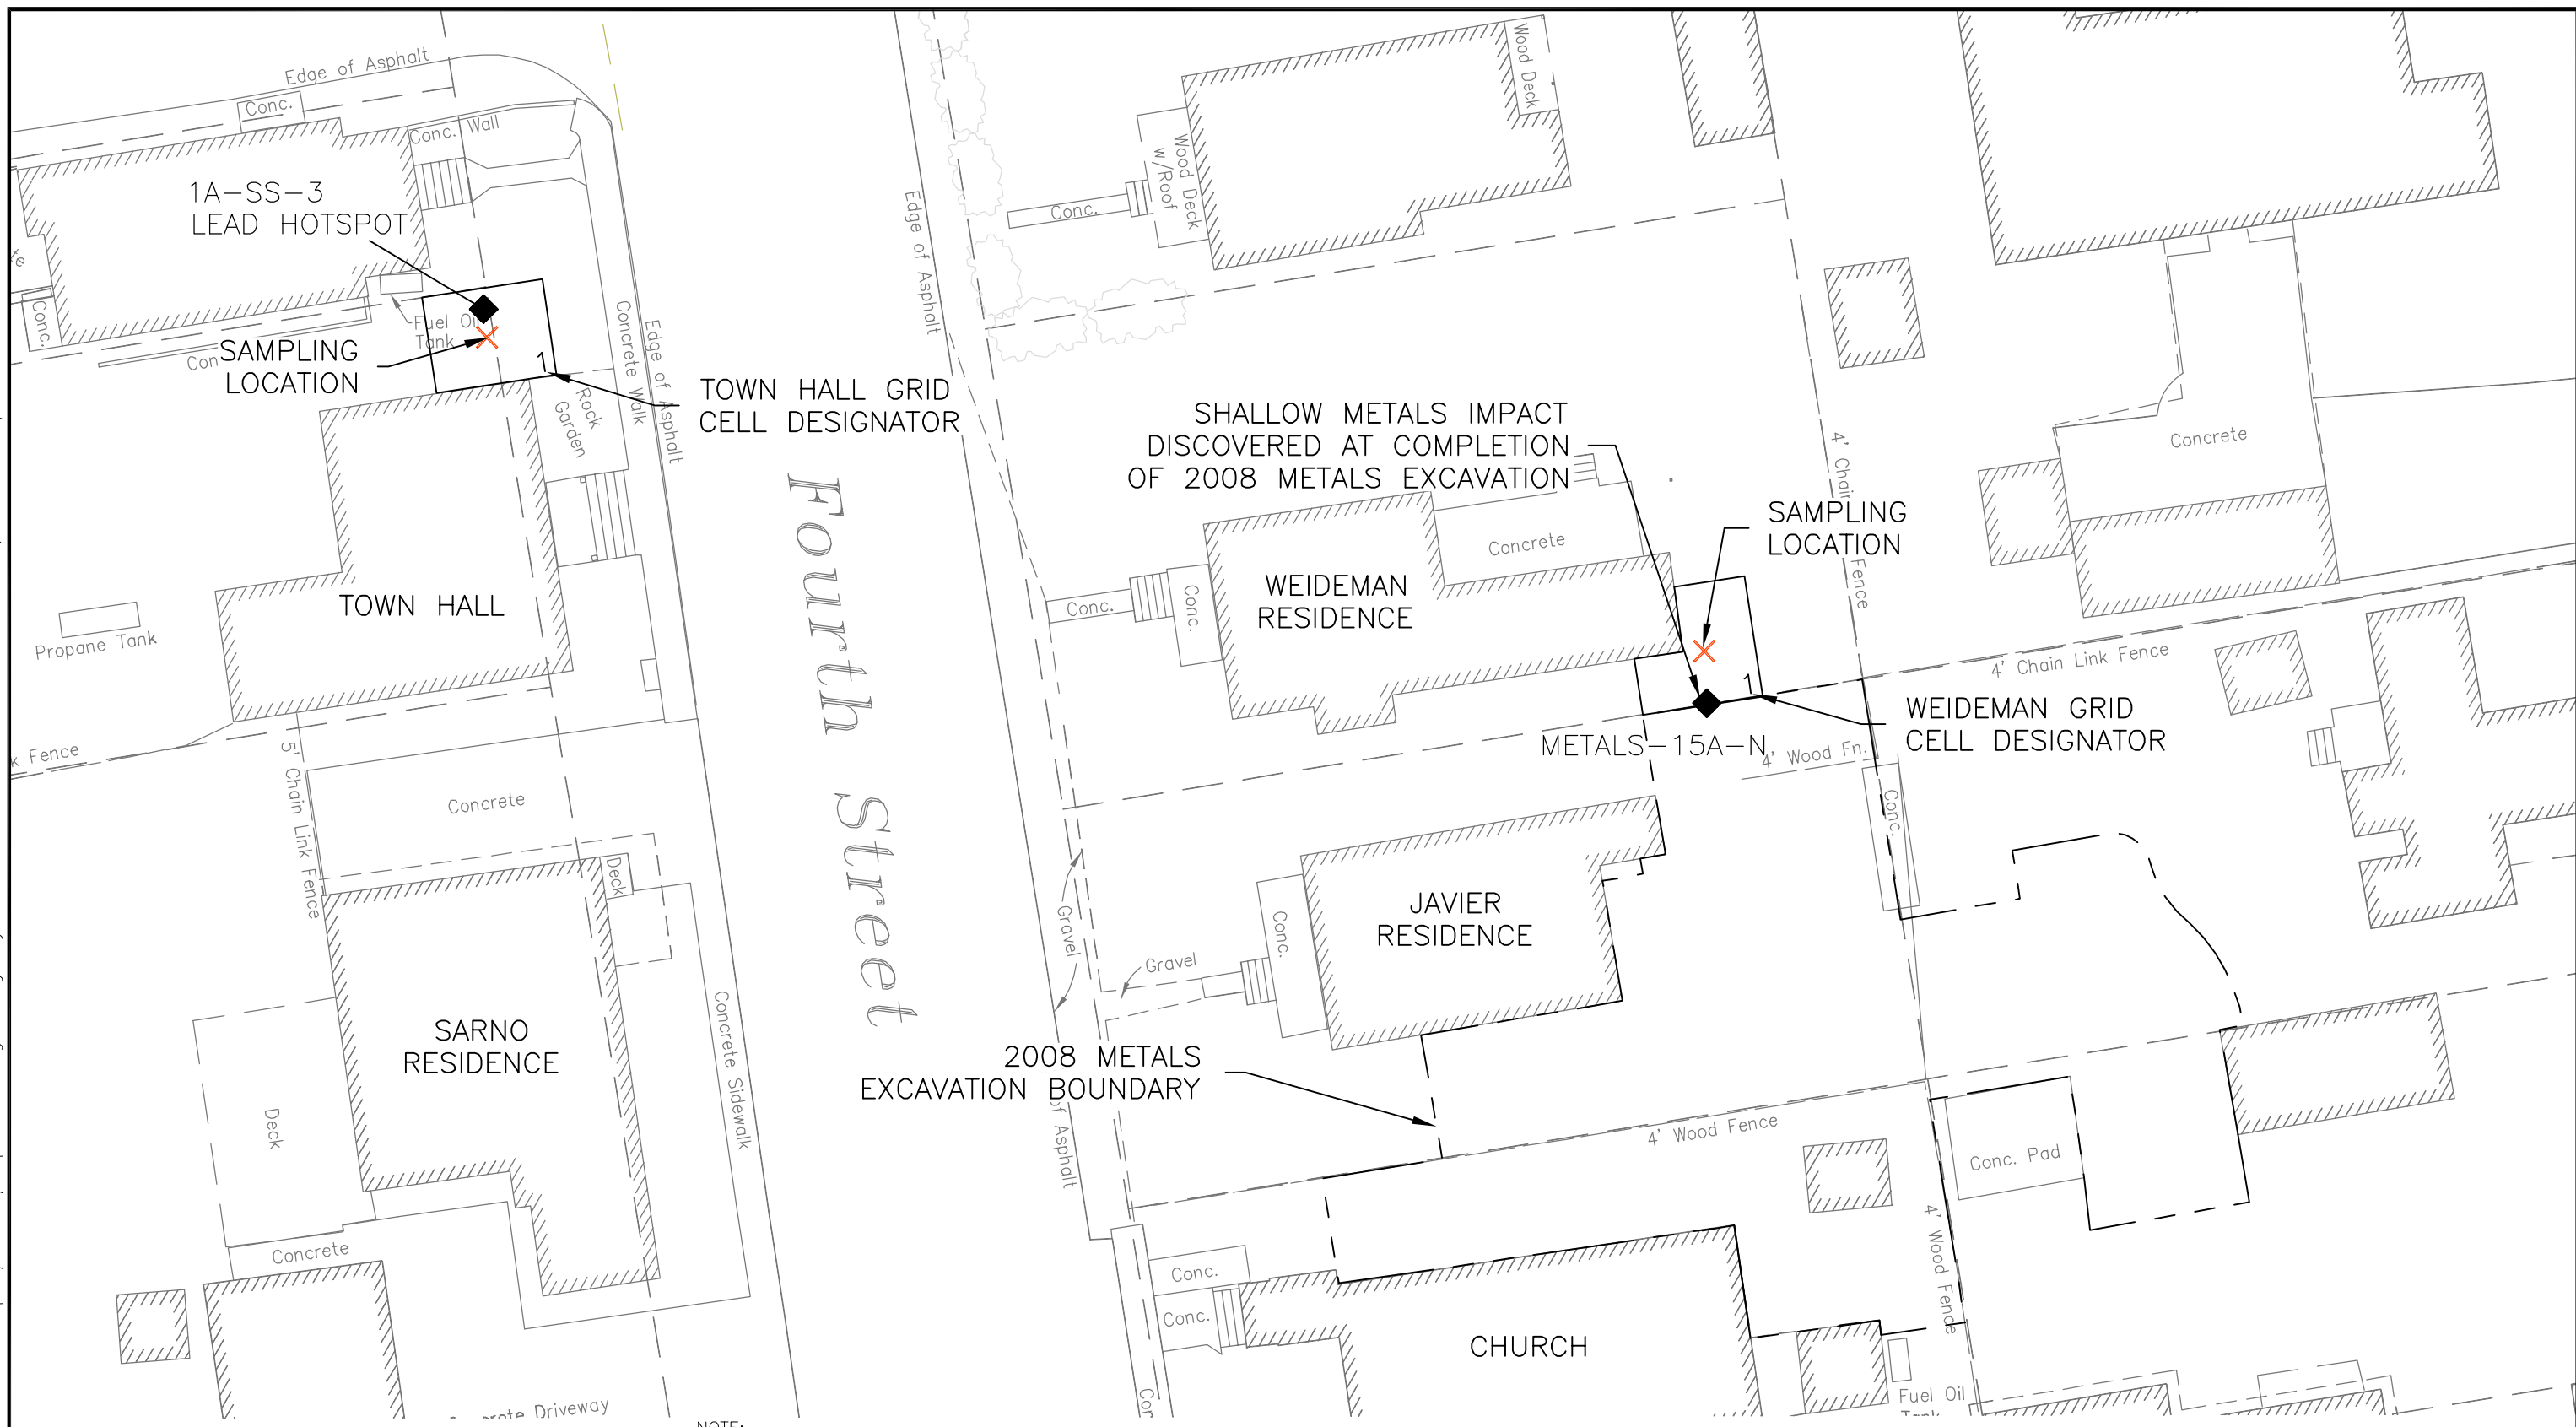 Edge of Asphalt
Conc.
Conc. Wall
1A-SS-3
LEAD HOTSPOT
Conc.
Fuel Oil
Tank
SAMPLING
LOCATION
Concrete Walk
Edge of Asphalt
Rock
Garden
TOWN HALL GRID
CELL DESIGNATOR
1
TOWN HALL
Propane Tank
Fence
5' Chain Link Fence
Concrete
Deck
SARNO
RESIDENCE
Deck
Concrete Sidewalk
Concrete
Driveway
NOTE:
Fourth Street
Edge of Asphalt
Wood Deck
Wood Deck
w/Roof
Conc.
SHALLOW METALS IMPACT
DISCOVERED AT COMPLETION
OF 2008 METALS EXCAVATION
4' Chain
Fence
Concrete
SAMPLING
LOCATION
Concrete
WEIDEMAN
RESIDENCE
Conc.
Conc.
1
4' Chain Link Fence
WEIDEMAN GRID
CELL DESIGNATOR
METALS-15A-N
4' Wood Fn.
Conc.
JAVIER
RESIDENCE
Conc.
Gravel
Gravel
2008 METALS
EXCAVATION BOUNDARY
of Asphalt
4' Wood Fence
Conc. Pad
4' Wood Fence
Conc.
Conc.
CHURCH
Fuel Oil